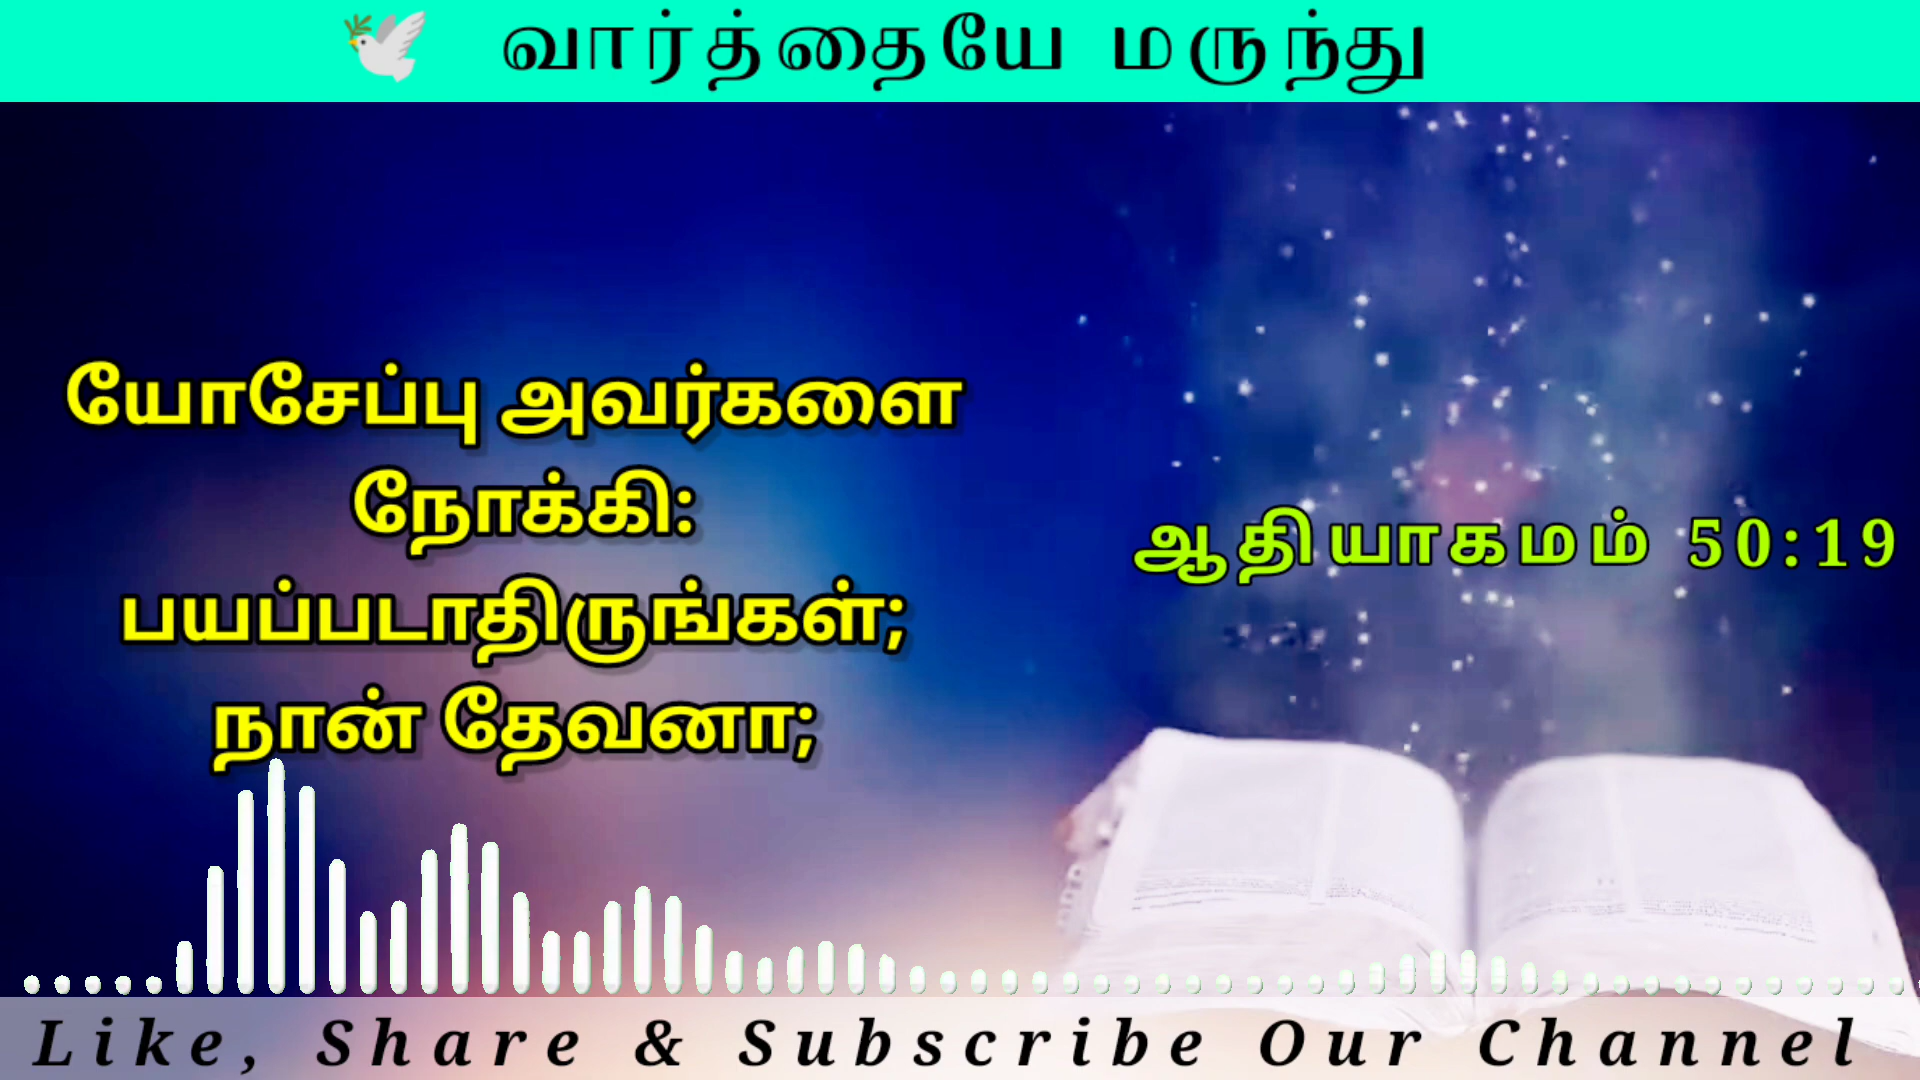 வார்த்தையே மருந்து
யோசேப்பு அவர்களை
நோக்கி:
பயப்படாதிருங்கள்;
நான் தேவனா;
ஆதியாகமம் 50:19
Like, Share & Subscribe Our Channel